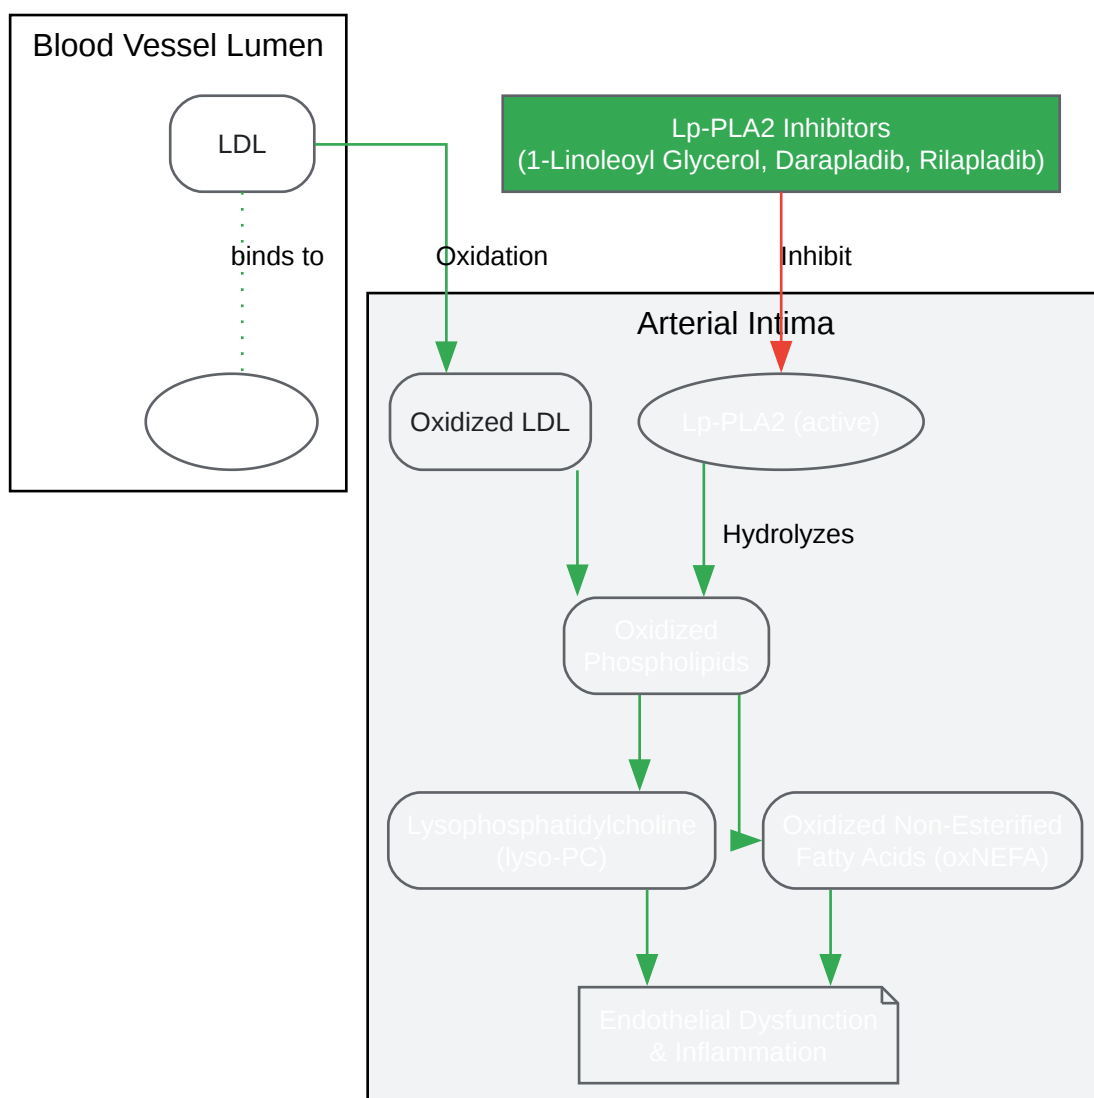 Blood Vessel Lumen
LDL
Lp-PLA2 Inhibitors
(1-Linoleoyl Glycerol, Darapladib, Rilapladib)
binds to
Oxidation
Inhibit
Arterial Intima
Oxidized LDL
Lp-PLA2 (active)
Hydrolyzes
Oxidized
Phospholipids
Lysophosphatidylcholine
(lyso-PC)
Oxidized Non-Esterified
Fatty Acids (oxNEFA)
Endothelial Dysfunction
& Inflammation